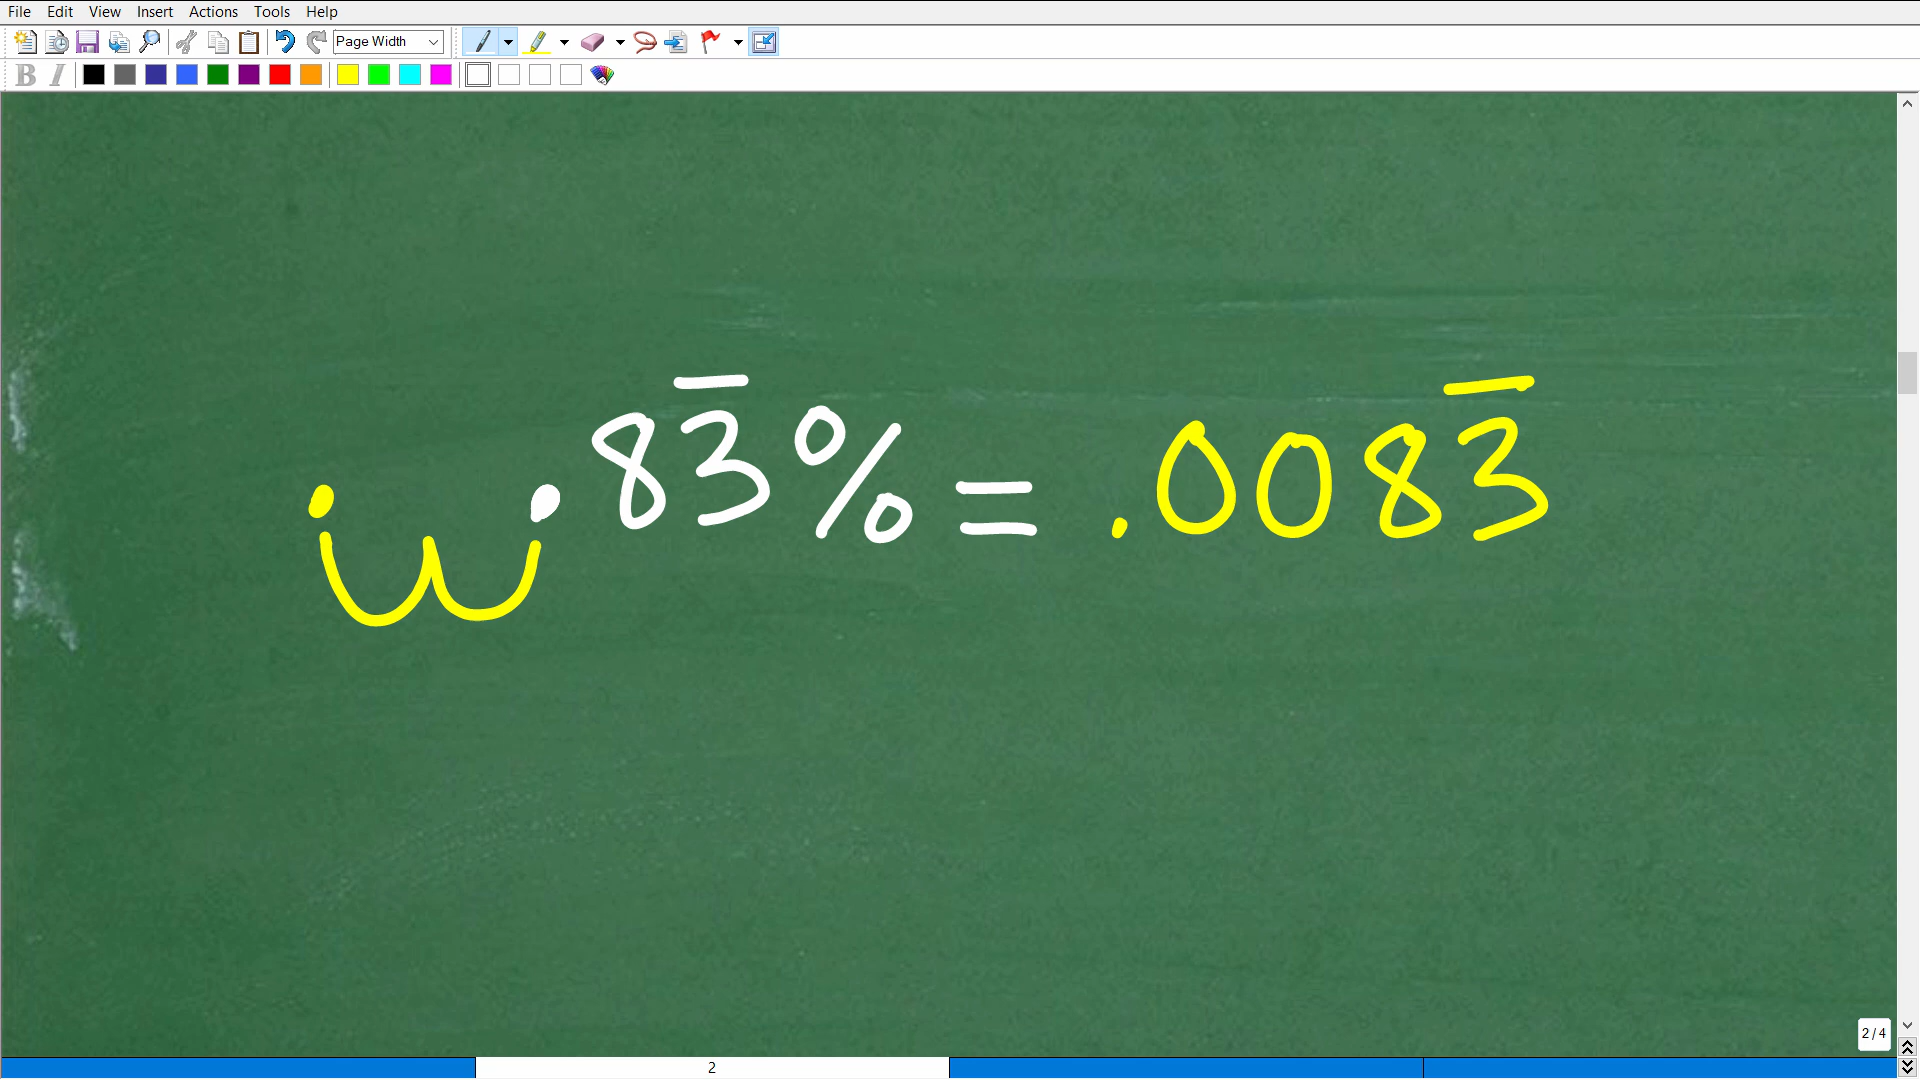 File Edit View Insert Actions Tools Help
Page Width
B I
.83̅% = .0083̅
2 / 4
2